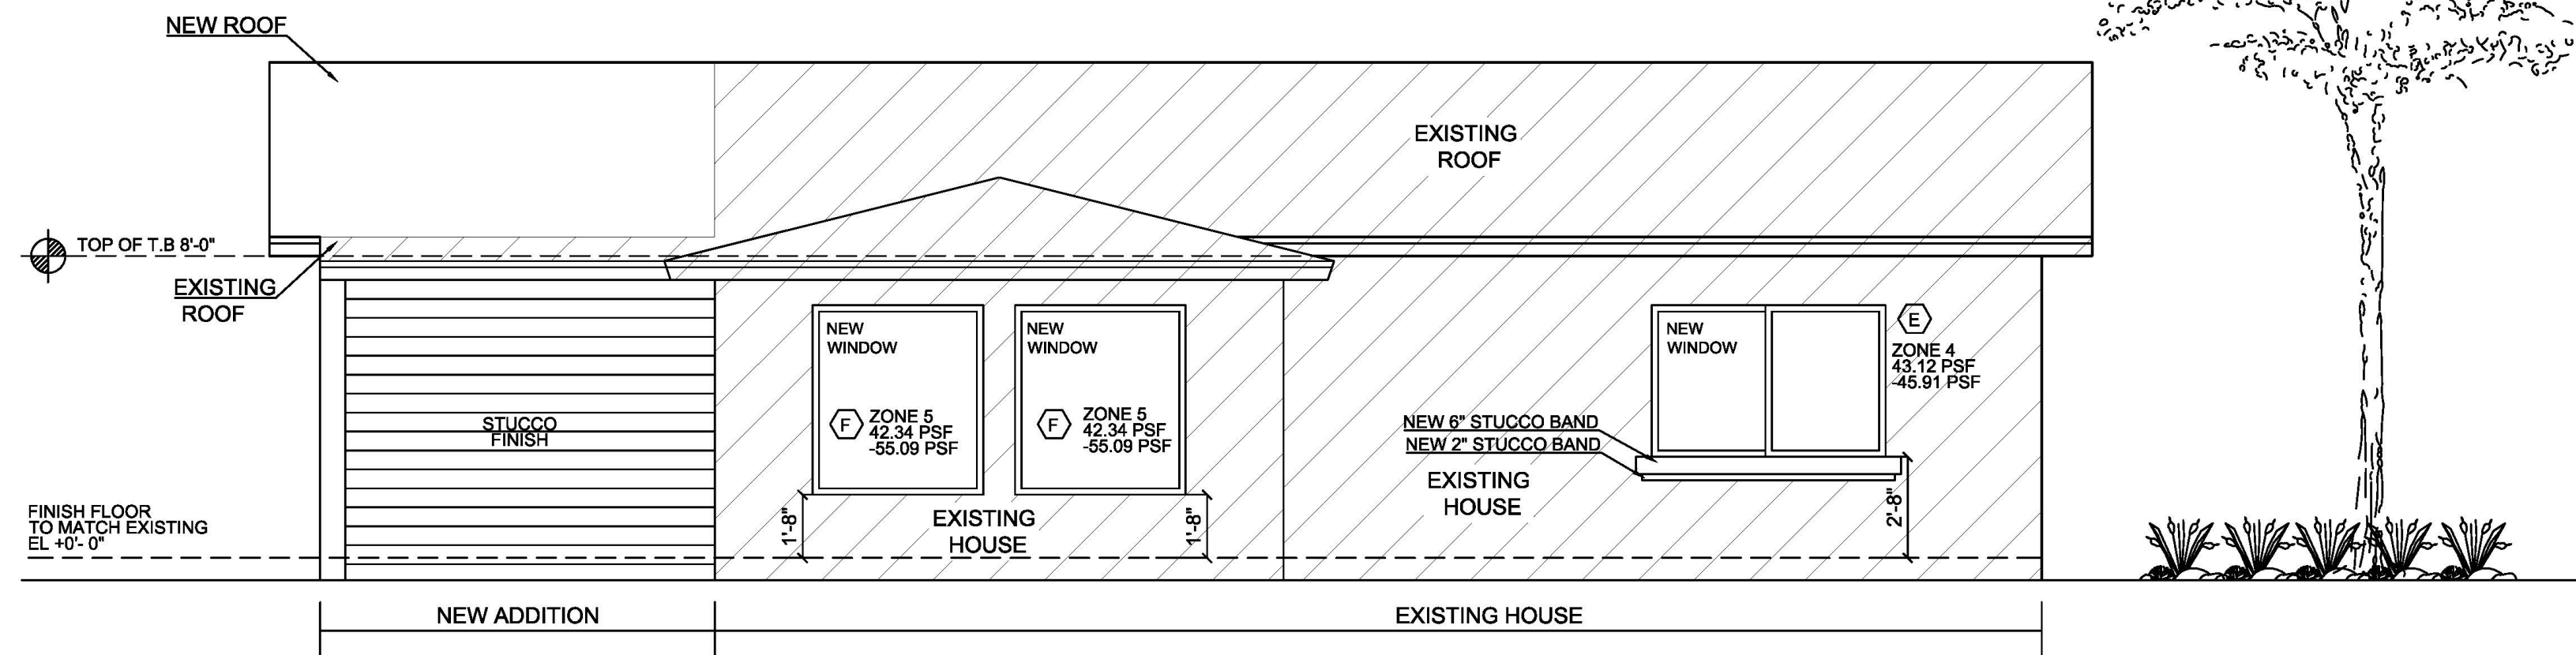 NEW ROOF
EXISTING
ROOF
TOP OF T.B 8'-0"
EXISTING
ROOF
NEW
WINDOW
NEW
WINDOW
NEW
WINDOW
E
ZONE 4
43.12 PSF
-45.91 PSF
F
ZONE 5
42.34 PSF
-55.09 PSF
F
ZONE 5
42.34 PSF
-55.09 PSF
STUCCO
FINISH
NEW 6" STUCCO BAND
NEW 2" STUCCO BAND
EXISTING
HOUSE
2'-8"
FINISH FLOOR
TO MATCH EXISTING
EL +0'- 0"
1'-8"
EXISTING
HOUSE
1'-8"
NEW ADDITION
EXISTING HOUSE